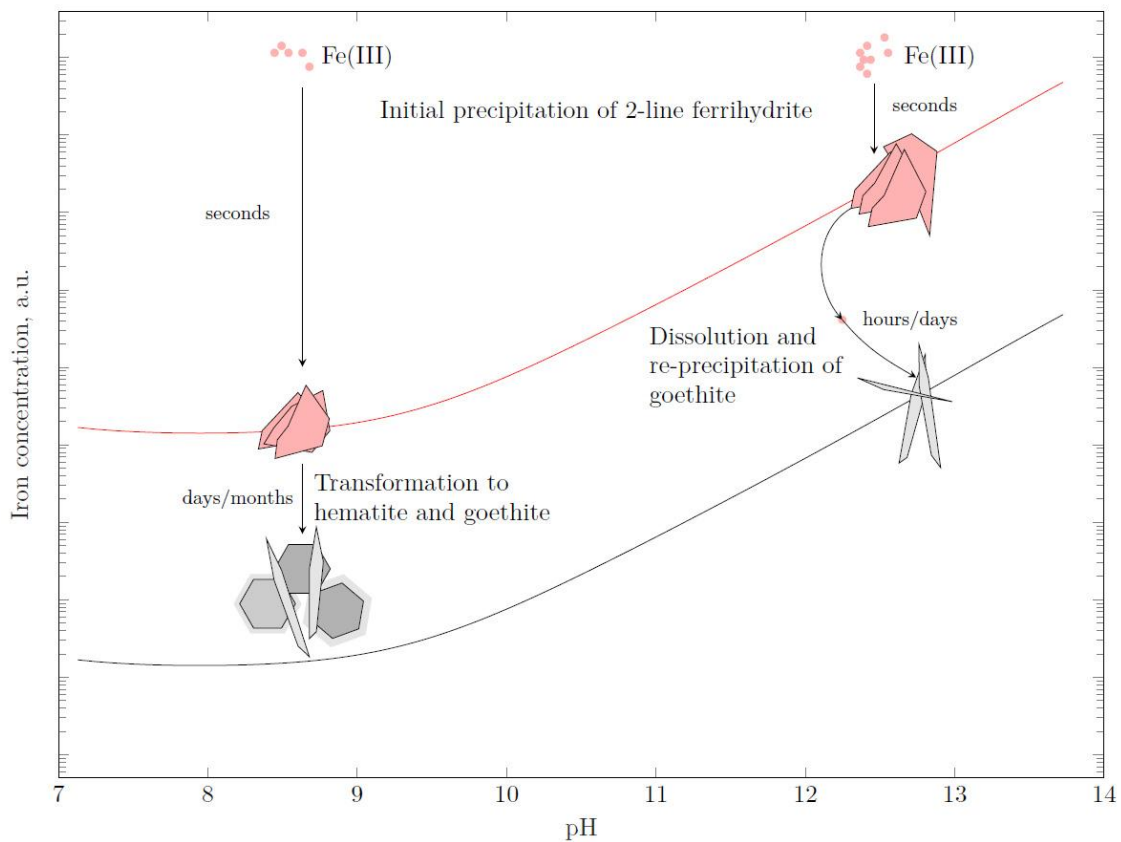 Fe(III)
Fe(III)
Initial precipitation of 2-line ferrihydrite
seconds
seconds
Dissolution and
re-precipitation of
goethite
hours/days
days/months
Transformation to
hematite and goethite
Iron concentration, a.u.
7 8 9 10 11 12 13 14
pH